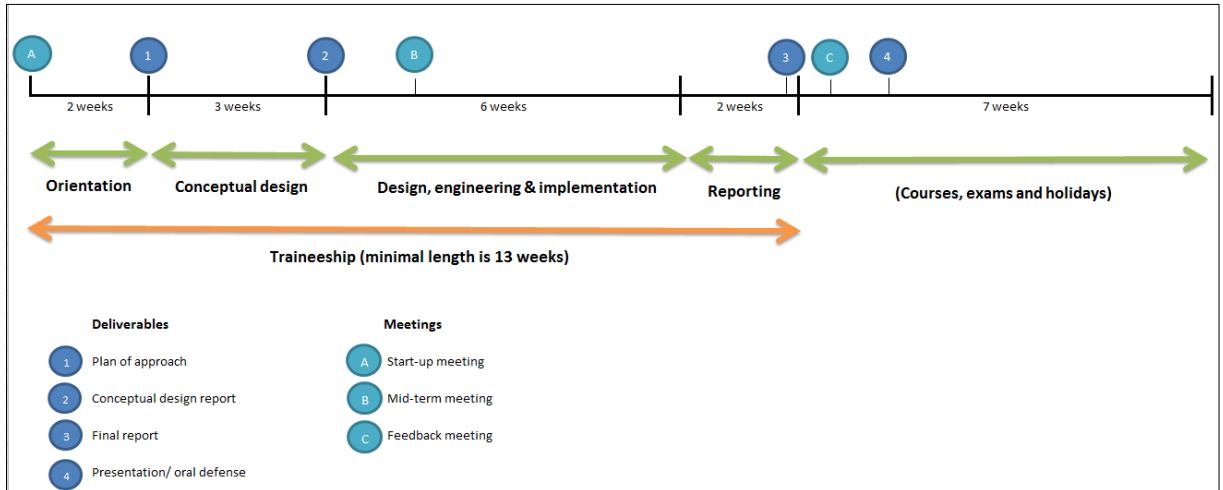 A
1
2
B
3
C
4
2 weeks
3 weeks
6 weeks
2 weeks
7 weeks
Orientation
Conceptual design
Design, engineering & implementation
Reporting
(Courses, exams and holidays)
Traineeship (minimal length is 13 weeks)
Deliverables
1 Plan of approach
2 Conceptual design report
3 Final report
4 Presentation/ oral defense
Meetings
A Start-up meeting
B Mid-term meeting
C Feedback meeting